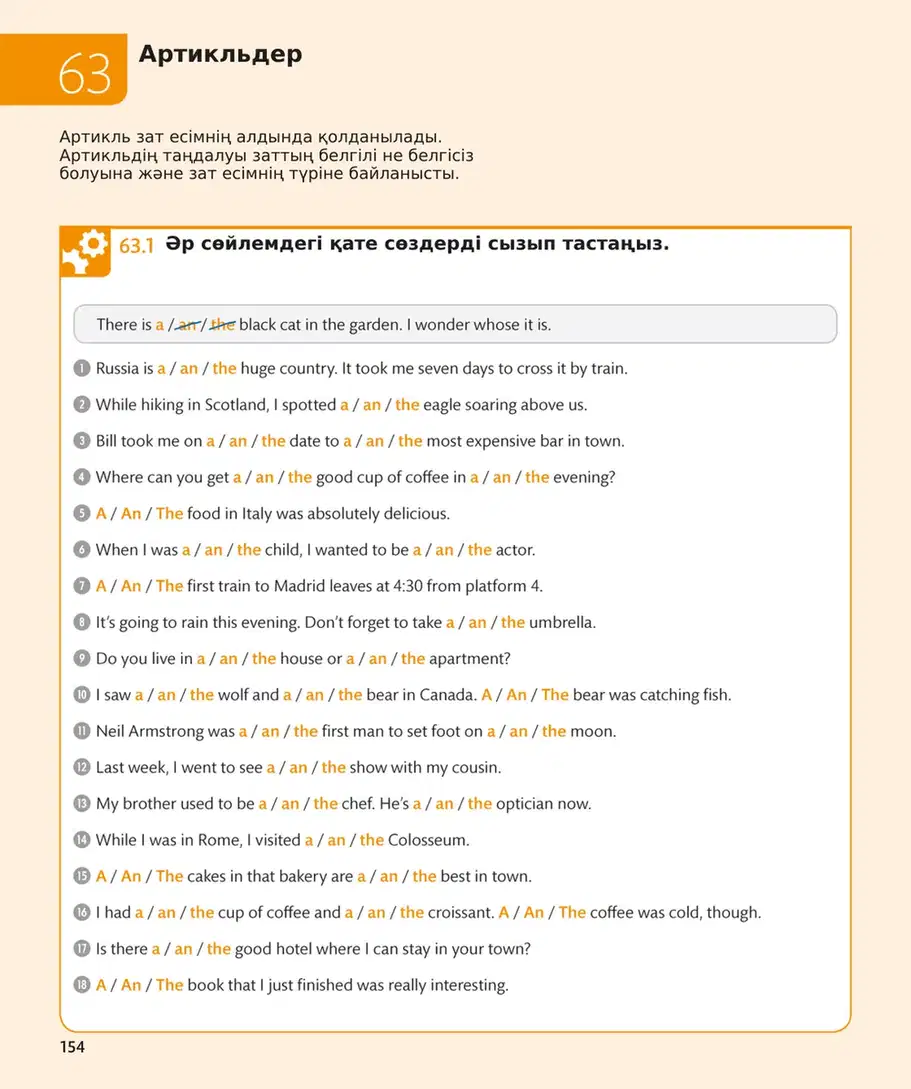 63
Артикльдер
Артикль зат есімнің алдында қолданылады.
Артикльдің таңдалуы заттың белгілі не белгісіз
болуына және зат есімнің түріне байланысты.
63.1 Әр сөйлемдегі қате сөздерді сызып тастаңыз.
There is a / an / the black cat in the garden. I wonder whose it is.
1 Russia is a / an / the huge country. It took me seven days to cross it by train.
2 While hiking in Scotland, I spotted a / an / the eagle soaring above us.
3 Bill took me on a / an / the date to a / an / the most expensive bar in town.
4 Where can you get a / an / the good cup of coffee in a / an / the evening?
5 A / An / The food in Italy was absolutely delicious.
6 When I was a / an / the child, I wanted to be a / an / the actor.
7 A / An / The first train to Madrid leaves at 4:30 from platform 4.
8 It's going to rain this evening. Don't forget to take a / an / the umbrella.
9 Do you live in a / an / the house or a / an / the apartment?
10 I saw a / an / the wolf and a / an / the bear in Canada. A / An / The bear was catching fish.
11 Neil Armstrong was a / an / the first man to set foot on a / an / the moon.
12 Last week, I went to see a / an / the show with my cousin.
13 My brother used to be a / an / the chef. He's a / an / the optician now.
14 While I was in Rome, I visited a / an / the Colosseum.
15 A / An / The cakes in that bakery are a / an / the best in town.
16 I had a / an / the cup of coffee and a / an / the croissant. A / An / The coffee was cold, though.
17 Is there a / an / the good hotel where I can stay in your town?
18 A / An / The book that I just finished was really interesting.
154